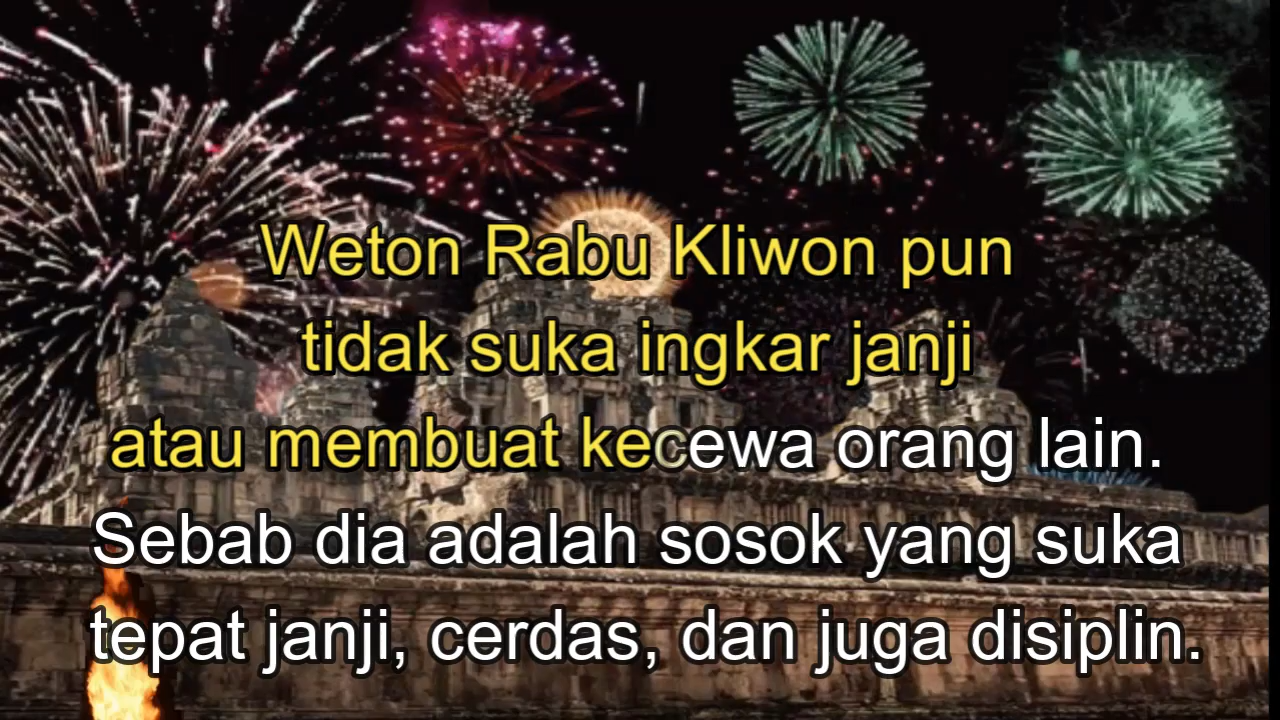 Weton Rabu Kliwon pun
tidak suka ingkar janji
atau membuat kecewa orang lain.
Sebab dia adalah sosok yang suka
tepat janji, cerdas, dan juga disiplin.